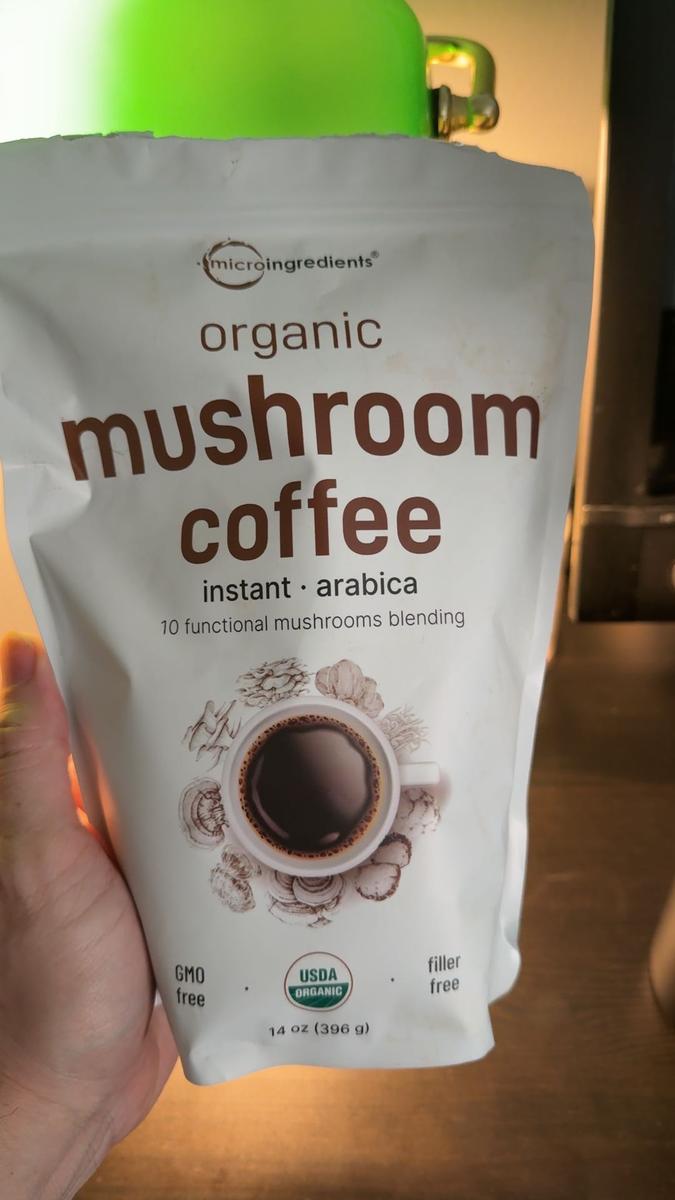 microingredients®
organic
mushroom
coffee
instant · arabica
10 functional mushrooms blending
GMO
free
·
USDA
ORGANIC
·
filler
free
14 oz (396 g)